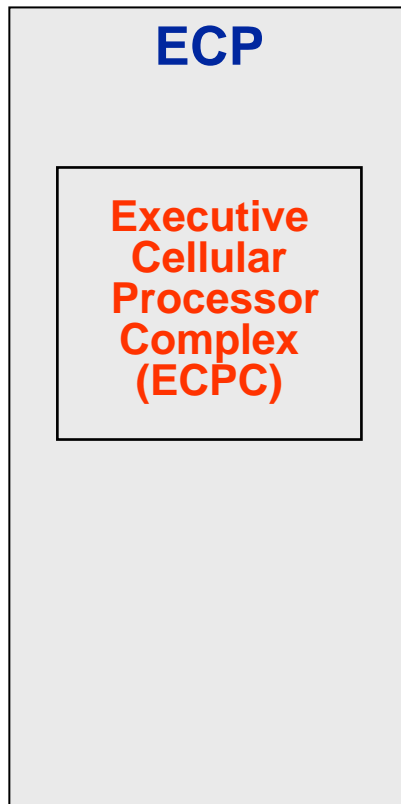 ECP
Executive
Cellular
Processor
Complex
(ECPC)